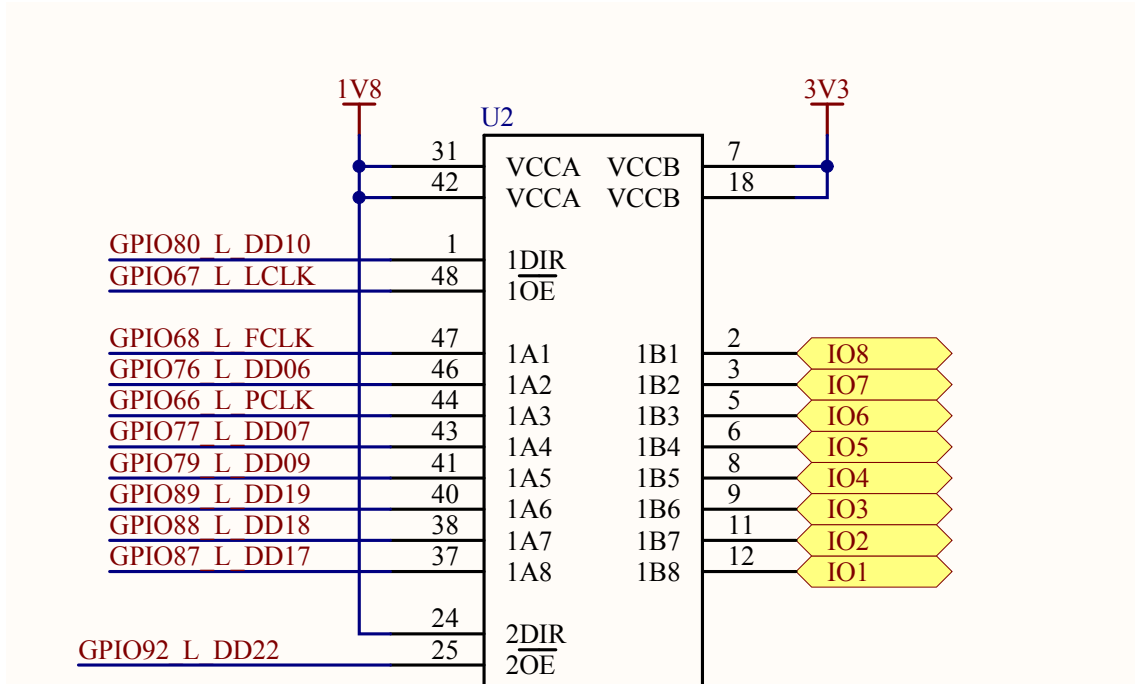 1V8 3V3
U2
31 VCCA VCCB 7
42 VCCA VCCB 18
GPIO80_L_DD10 1 1DIR
GPIO67_L_LCLK 48 1OE
GPIO68_L_FCLK 47 1A1 1B1 2 IO8
GPIO76_L_DD06 46 1A2 1B2 3 IO7
GPIO66_L_PCLK 44 1A3 1B3 5 IO6
GPIO77_L_DD07 43 1A4 1B4 6 IO5
GPIO79_L_DD09 41 1A5 1B5 8 IO4
GPIO89_L_DD19 40 1A6 1B6 9 IO3
GPIO88_L_DD18 38 1A7 1B7 11 IO2
GPIO87_L_DD17 37 1A8 1B8 12 IO1
24 2DIR
GPIO92_L_DD22 25 2OE